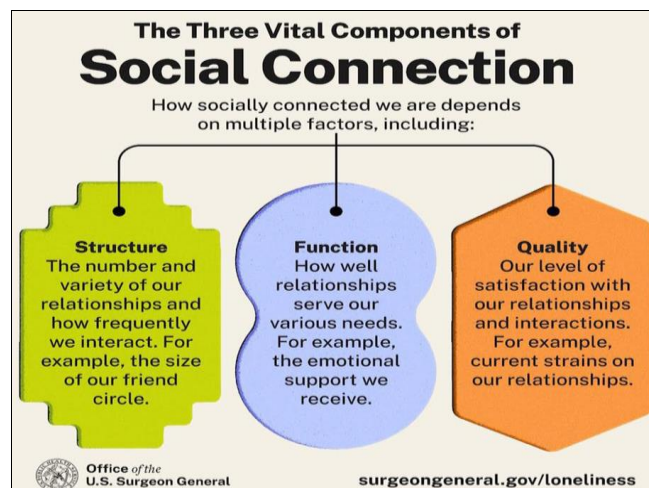 The Three Vital Components of
Social Connection
How socially connected we are depends
on multiple factors, including:
Structure
The number and
variety of our
relationships and
how frequently
we interact. For
example, the size
of our friend
circle.
Function
How well
relationships
serve our
various needs.
For example,
the emotional
support we
receive.
Quality
Our level of
satisfaction with
our relationships
and interactions.
For example,
current strains on
our relationships.
Office of the
U.S. Surgeon General
surgeongeneral.gov/loneliness